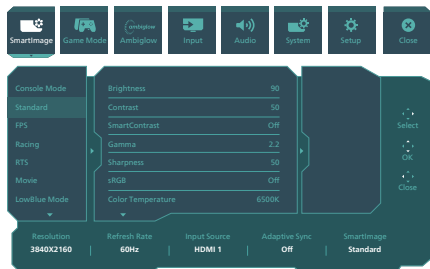 SmartImage
Game Mode
ambiglow
Ambiglow
Input
Audio
System
Setup
Close
Console Mode
Standard
FPS
Racing
RTS
Movie
LowBlue Mode
Brightness 90
Contrast 50
SmartContrast Off
Gamma 2.2
Sharpness 50
sRGB Off
Color Temperature 6500K
Select
OK
Close
Resolution
3840X2160
Refresh Rate
60Hz
Input Source
HDMI 1
Adaptive Sync
Off
SmartImage
Standard